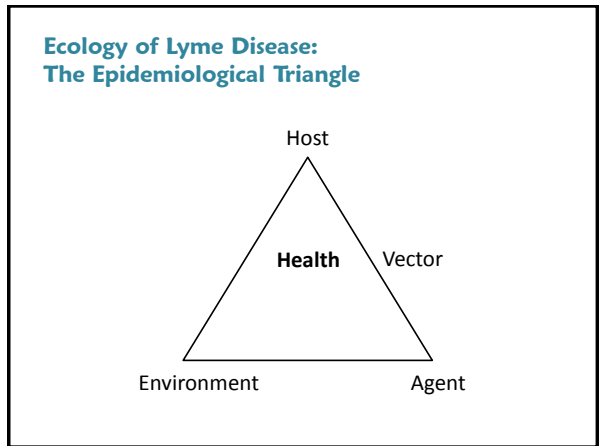 Ecology of Lyme Disease:
The Epidemiological Triangle
Host
Health
Vector
Environment
Agent